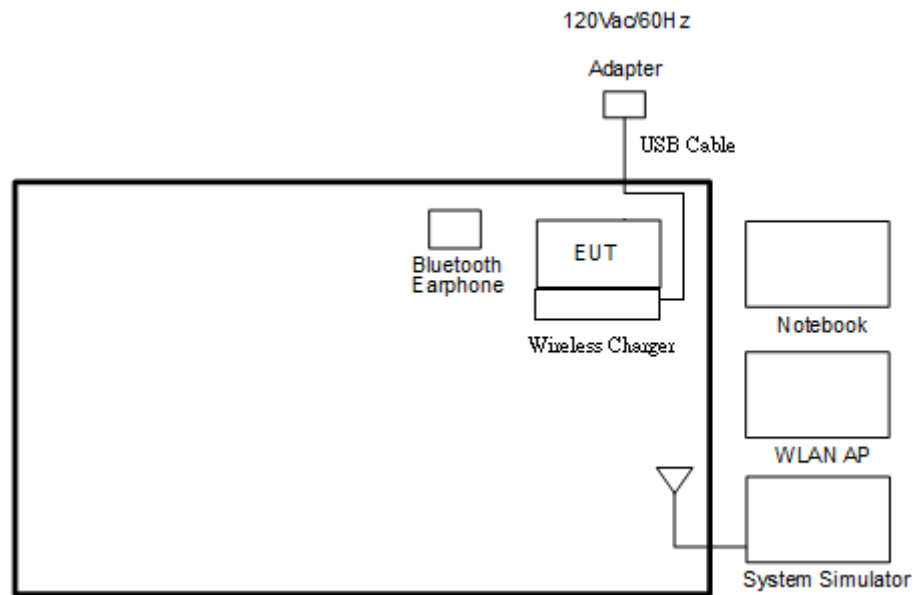 120Vac/60Hz
Adapter
USB Cable
Bluetooth
Earphone
EUT
Wireless Charger
Notebook
WLAN AP
System Simulator